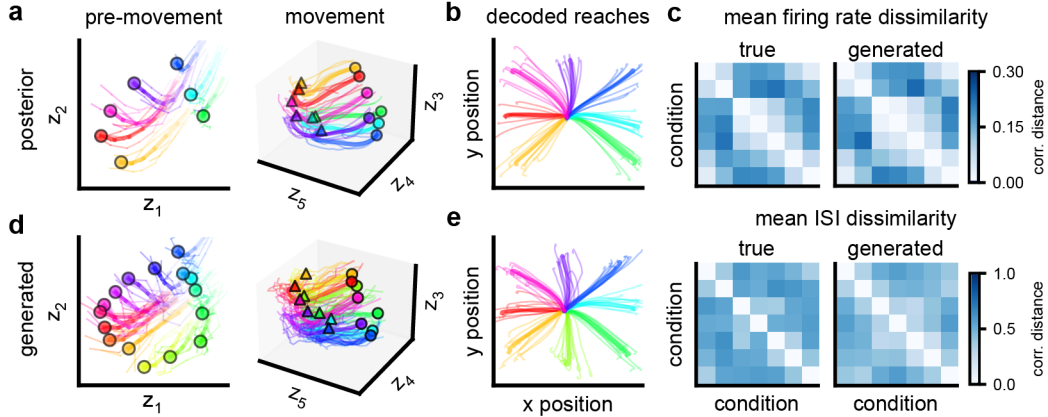 a
pre-movement
movement
posterior
z2
z1
z3
z4
z5
b
decoded reaches
y position
c
mean firing rate dissimilarity
true
generated
condition
0.30
0.15
0.00
corr. distance
d
generated
z2
z1
z3
z4
z5
e
y position
x position
mean ISI dissimilarity
true
generated
condition
condition
condition
1.0
0.5
0.0
corr. distance